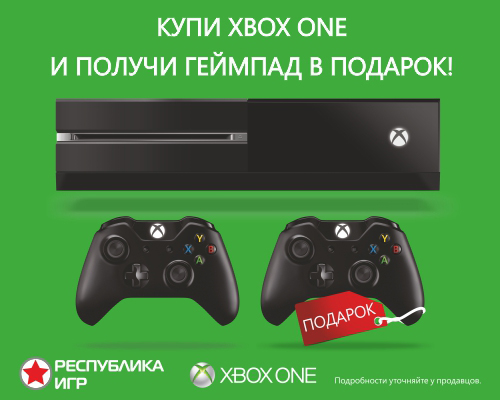 КУПИ XBOX ONE
И ПОЛУЧИ ГЕЙМПАД В ПОДАРОК!
Y
X B
A
Y
X B
A
ПОДАРОК
РЕСПУБЛИКА
ИГР
XBOX ONE
Подробности уточняйте у продавцов.